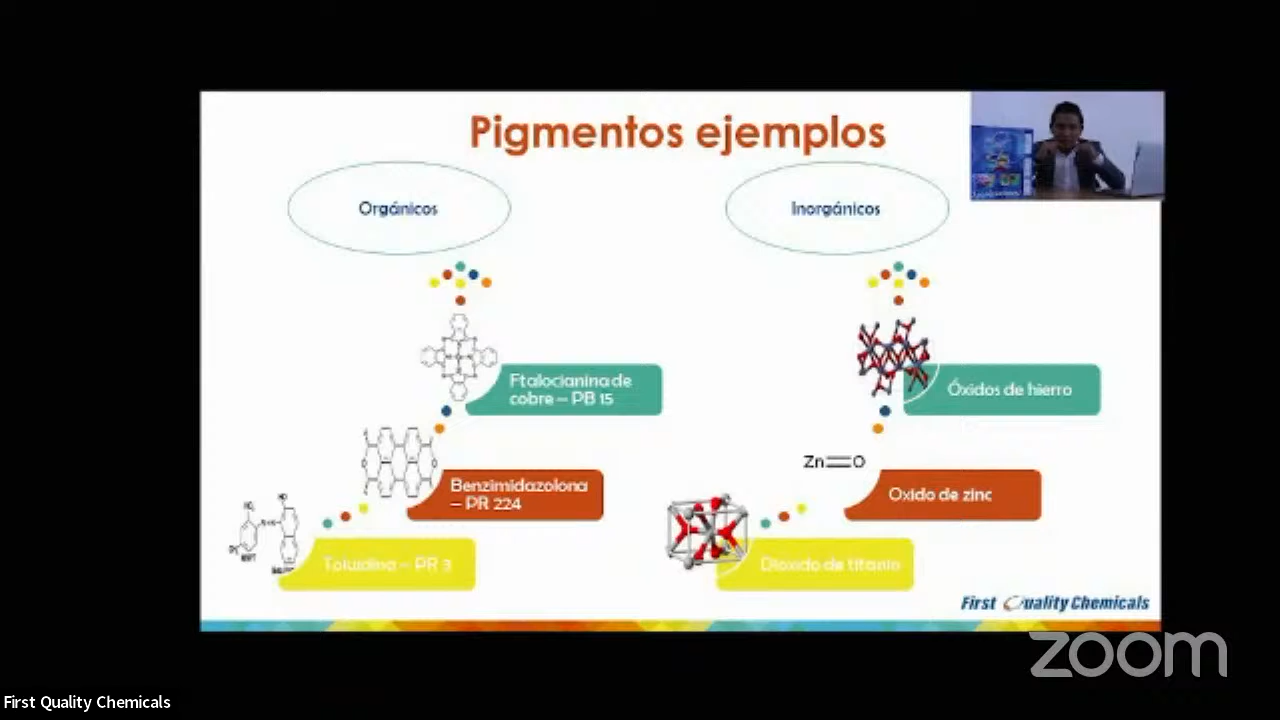 Pigmentos ejemplos
Orgánicos
Inorgánicos
Ftalocianina de
cobre – PB 15
Óxidos de hierro
Zn=O
Benzimidazolona
– PR 224
Oxido de zinc
Toluidina – PR 3
Dioxido de titanio
First Quality Chemicals
zoom
First Quality Chemicals